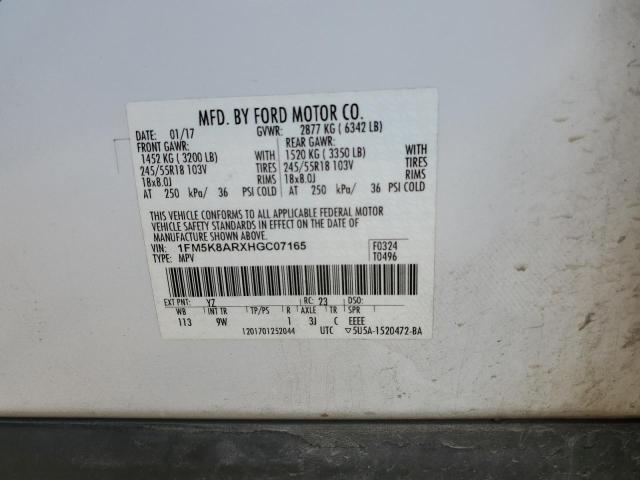 MFD. BY FORD MOTOR CO.
DATE: 01/17 GVWR: 2877 KG ( 6342 LB)
FRONT GAWR: REAR GAWR:
1452 KG ( 3200 LB) WITH 1520 KG ( 3350 LB) WITH
245/55R18 103V TIRES 245/55R18 103V TIRES
18x8.0J RIMS 18x8.0J RIMS
AT 250 kPa/ 36 PSI COLD AT 250 kPa/ 36 PSI COLD
THIS VEHICLE CONFORMS TO ALL APPLICABLE FEDERAL MOTOR
VEHICLE SAFETY STANDARDS IN EFFECT ON THE DATE OF
MANUFACTURE SHOWN ABOVE.
VIN: 1FM5K8ARXHGC07165 F0324
TYPE: MPV T0496
EXT PNT: YZ RC: 23 DSO:
WB INT TR TP/PS R AXLE TR SPR
113 9W 1 3J C EEEE
1201701252044 UTC ▽5U5A-1520472-BA